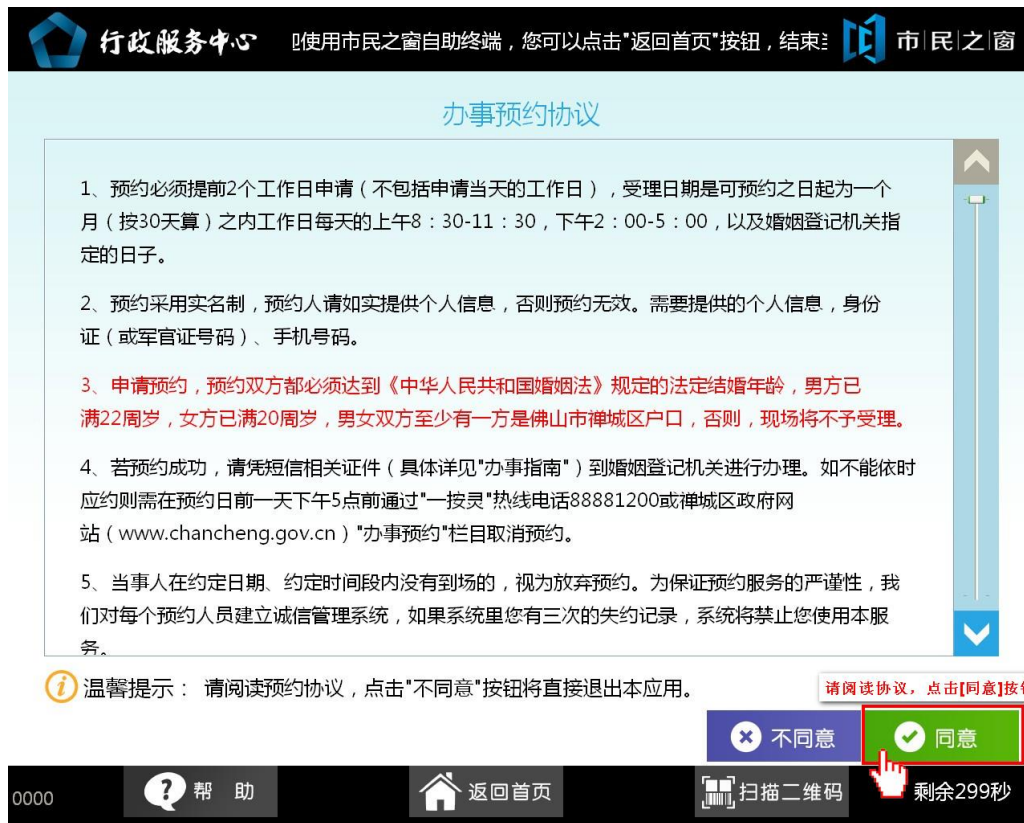 行政服务中心
使用市民之窗自助终端，您可以点击"返回首页"按钮，结束
市民之窗
办事预约协议
1、预约必须提前2个工作日申请（不包括申请当天的工作日），受理日期是可预约之日起为一个
月（按30天算）之内工作日每天的上午8：30-11：30，下午2：00-5：00，以及婚姻登记机关指
定的日子。
2、预约采用实名制，预约人请如实提供个人信息，否则预约无效。需要提供的个人信息，身份
证（或军官证号码）、手机号码。
3、申请预约，预约双方都必须达到《中华人民共和国婚姻法》规定的法定结婚年龄，男方已
满22周岁，女方已满20周岁，男女双方至少有一方是佛山市禅城区户口，否则，现场将不予受理。
4、若预约成功，请凭短信相关证件（具体详见"办事指南"）到婚姻登记机关进行办理。如不能依时
应约则需在预约日前一天下午5点前通过"一按灵"热线电话88881200或禅城区政府网
站（www.chancheng.gov.cn）"办事预约"栏目取消预约。
5、当事人在约定日期、约定时间段内没有到场的，视为放弃预约。为保证预约服务的严谨性，我
们对每个预约人员建立诚信管理系统，如果系统里您有三次的失约记录，系统将禁止您使用本服
务。
温馨提示： 请阅读预约协议，点击"不同意"按钮将直接退出本应用。
请阅读协议，点击[同意]按
不同意
同意
0000
帮 助
返回首页
扫描二维码
剩余299秒